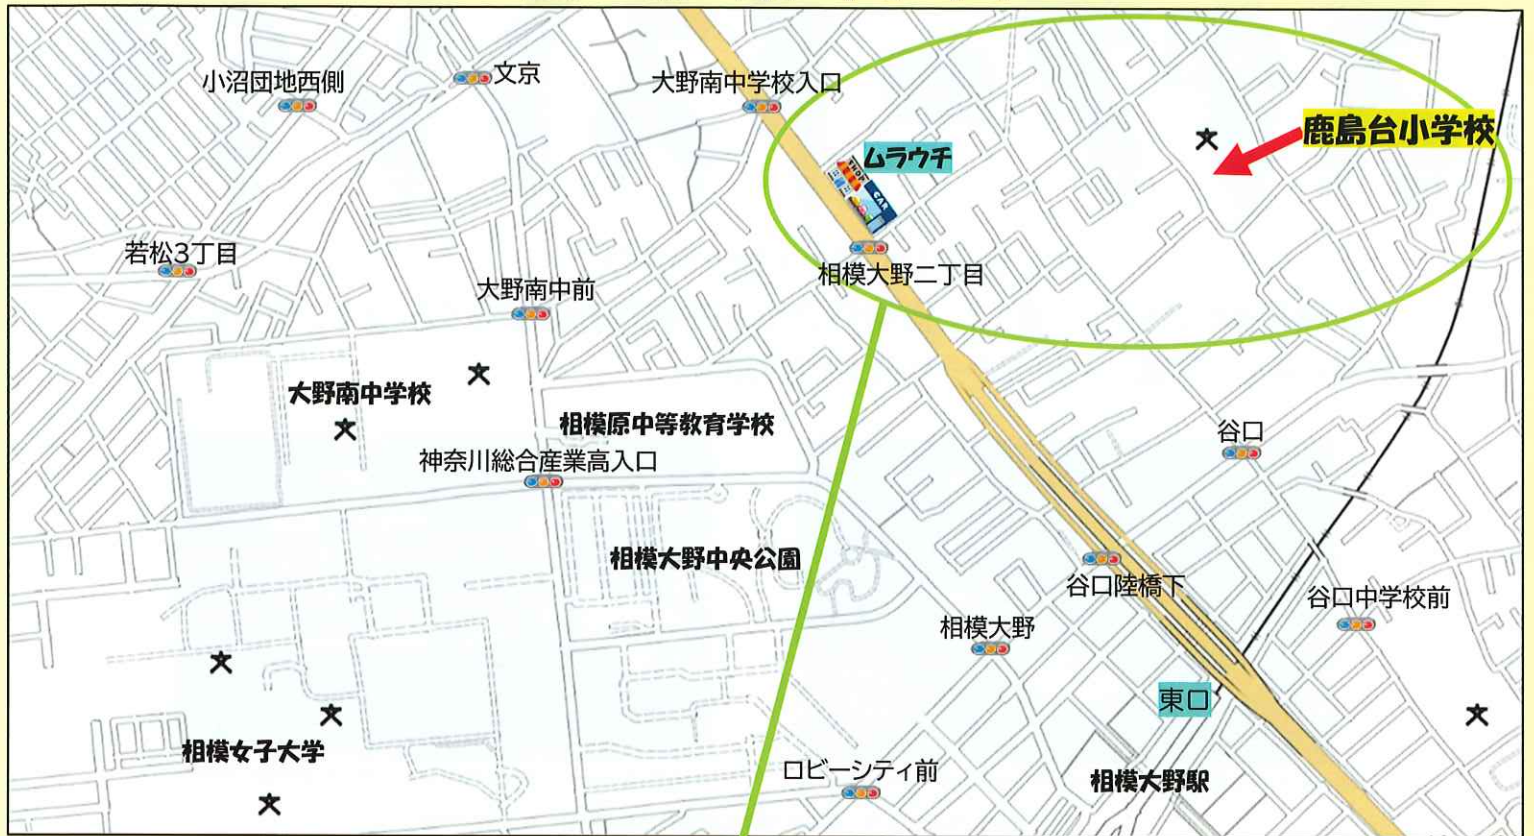 文京
小沼団地西側
大野南中学校入口
鹿島台小学校
ムラウチ
SHOP
CAR
若松3丁目
相模大野二丁目
大野南中前
大野南中学校
相模原中等教育学校
谷口
神奈川総合産業高入口
相模大野中央公園
谷口陸橋下
谷口中学校前
相模大野
東口
相模女子大学
ロビーシティ前
相模大野駅